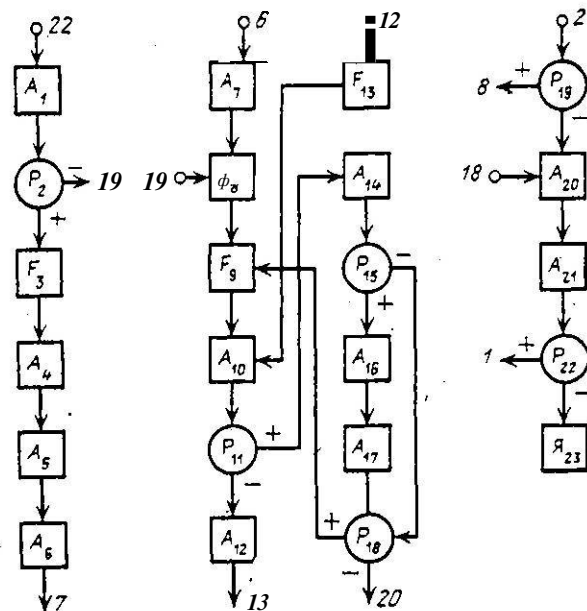 22
A₁
P₂
−
19
+
F₃
A₄
A₅
A₆
7
6
A₇
19
Ф₈
F₉
A₁₀
P₁₁
+
−
A₁₂
13
12
F₁₃
A₁₄
P₁₅
−
+
A₁₆
A₁₇
+
P₁₈
−
20
2
8
+
P₁₉
−
18
A₂₀
A₂₁
1
+
P₂₂
−
Я₂₃